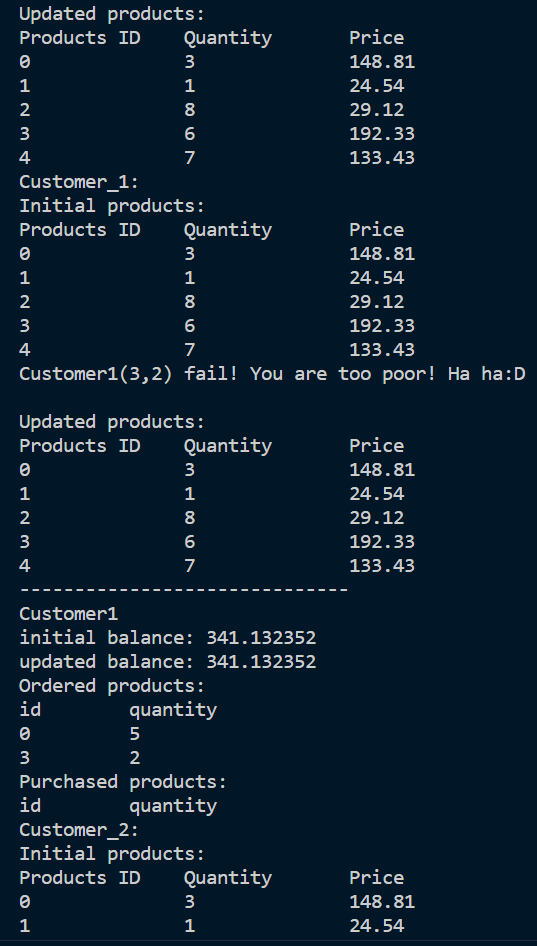 Updated products:
Products ID    Quantity       Price
0              3              148.81
1              1              24.54
2              8              29.12
3              6              192.33
4              7              133.43
Customer_1:
Initial products:
Products ID    Quantity       Price
0              3              148.81
1              1              24.54
2              8              29.12
3              6              192.33
4              7              133.43
Customer1(3,2) fail! You are too poor! Ha ha:D

Updated products:
Products ID    Quantity       Price
0              3              148.81
1              1              24.54
2              8              29.12
3              6              192.33
4              7              133.43
------------------------------
Customer1
initial balance: 341.132352
updated balance: 341.132352
Ordered products:
id        quantity
0         5
3         2
Purchased products:
id        quantity
Customer_2:
Initial products:
Products ID    Quantity       Price
0              3              148.81
1              1              24.54